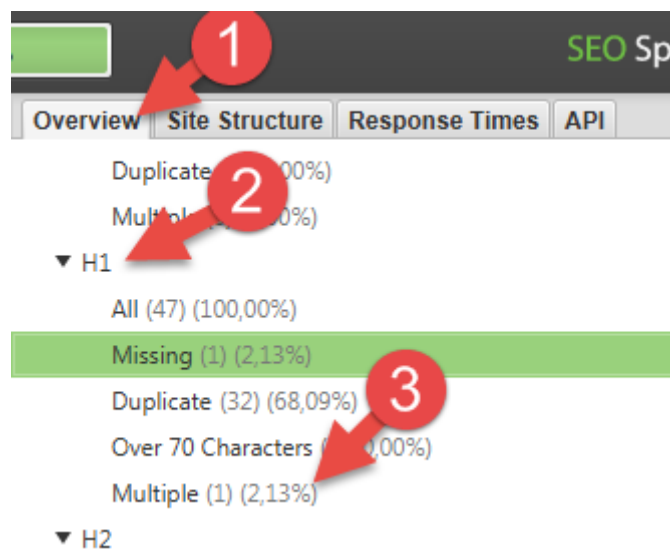 1
SEO Sp
Overview Site Structure Response Times API
Duplicate 00%)
2
0%)
▼ H1
All (47) (100,00%)
Missing (1) (2,13%)
Duplicate (32) (68,09%)
3
Over 70 Characters ( 0,00%)
Multiple (1) (2,13%)
▼ H2